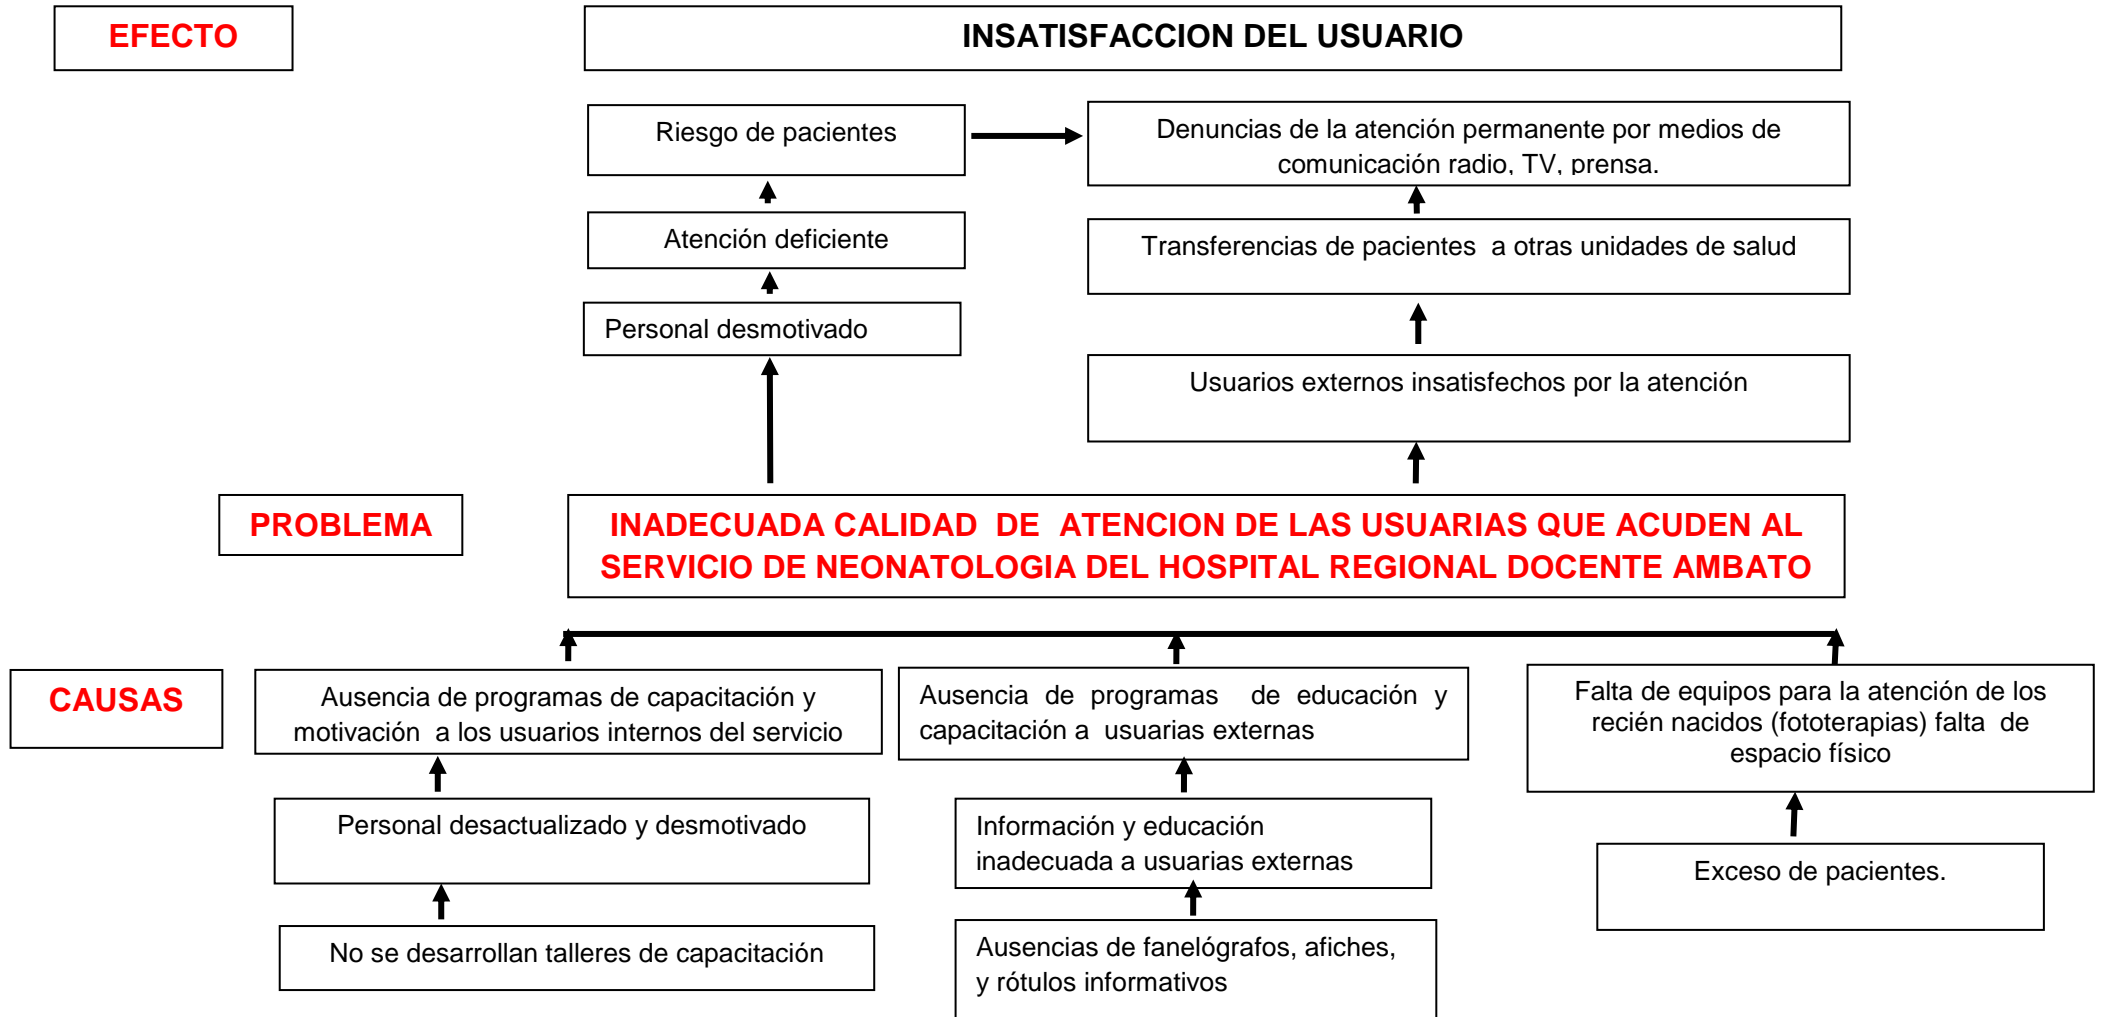 EFECTO
INSATISFACCION DEL USUARIO
Riesgo de pacientes
Denuncias de la atención permanente por medios de
comunicación radio, TV, prensa.
Atención deficiente
Transferencias de pacientes  a otras unidades de salud
Personal desmotivado
Usuarios externos insatisfechos por la atención
PROBLEMA
INADECUADA CALIDAD  DE  ATENCION DE LAS USUARIAS QUE ACUDEN AL
SERVICIO DE NEONATOLOGIA DEL HOSPITAL REGIONAL DOCENTE AMBATO
CAUSAS
Ausencia de programas de capacitación y
motivación  a los usuarios internos del servicio
Ausencia de programas  de educación y
capacitación a  usuarias externas
Falta de equipos para la atención de los
recién nacidos (fototerapias) falta  de
espacio físico
Personal desactualizado y desmotivado
Información y educación
inadecuada a usuarias externas
Exceso de pacientes.
No se desarrollan talleres de capacitación
Ausencias de fanelógrafos, afiches,
y rótulos informativos